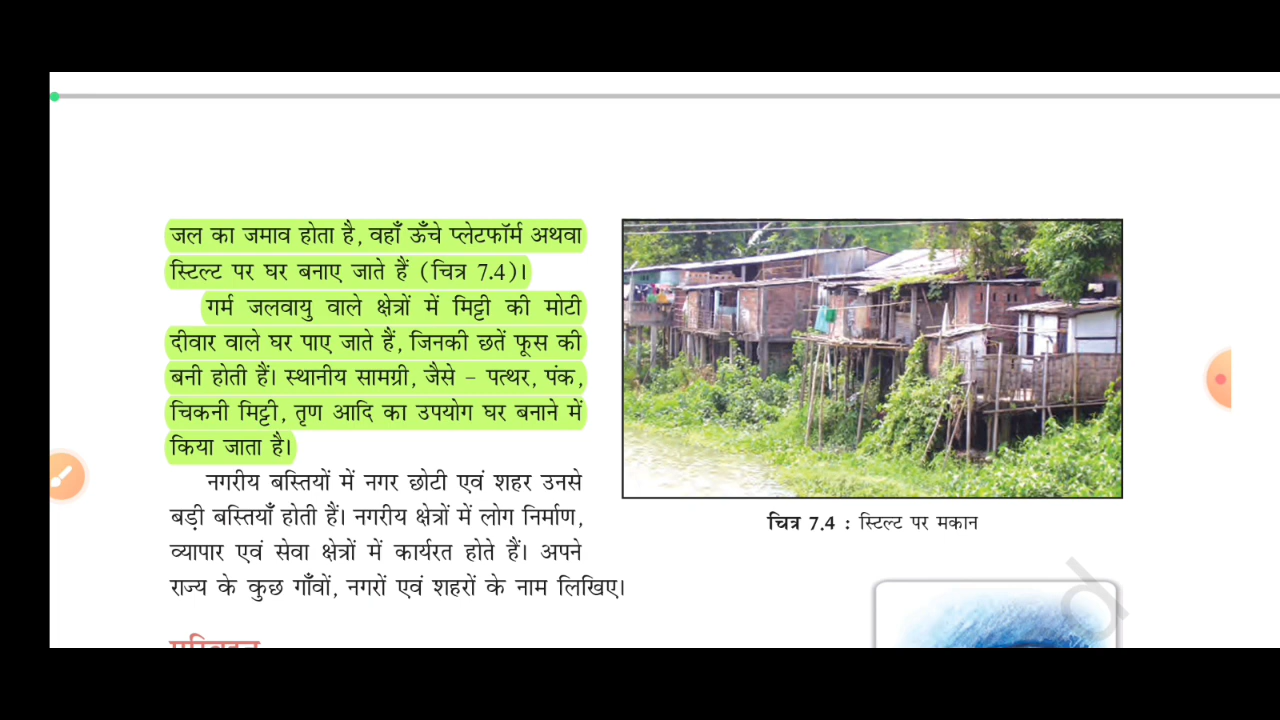 जल का जमाव होता है, वहाँ ऊँचे प्लेटफॉर्म अथवा
स्टिल्ट पर घर बनाए जाते हैं (चित्र 7.4)।
गर्म जलवायु वाले क्षेत्रों में मिट्टी की मोटी
दीवार वाले घर पाए जाते हैं, जिनकी छतें फूस की
बनी होती हैं। स्थानीय सामग्री, जैसे – पत्थर, पंक,
चिकनी मिट्टी, तृण आदि का उपयोग घर बनाने में
किया जाता है।
नगरीय बस्तियों में नगर छोटी एवं शहर उनसे
बड़ी बस्तियाँ होती हैं। नगरीय क्षेत्रों में लोग निर्माण,
व्यापार एवं सेवा क्षेत्रों में कार्यरत होते हैं। अपने
राज्य के कुछ गाँवों, नगरों एवं शहरों के नाम लिखिए।
चित्र 7.4 : स्टिल्ट पर मकान
d